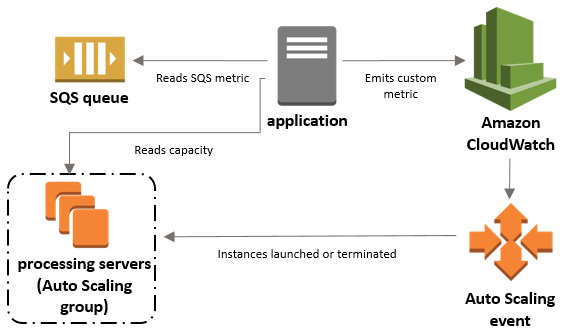 Reads SQS metric
Emits custom
metric
SQS queue
application
Amazon
CloudWatch
Reads capacity
Instances launched or terminated
processing servers
(Auto Scaling
group)
Auto Scaling
event